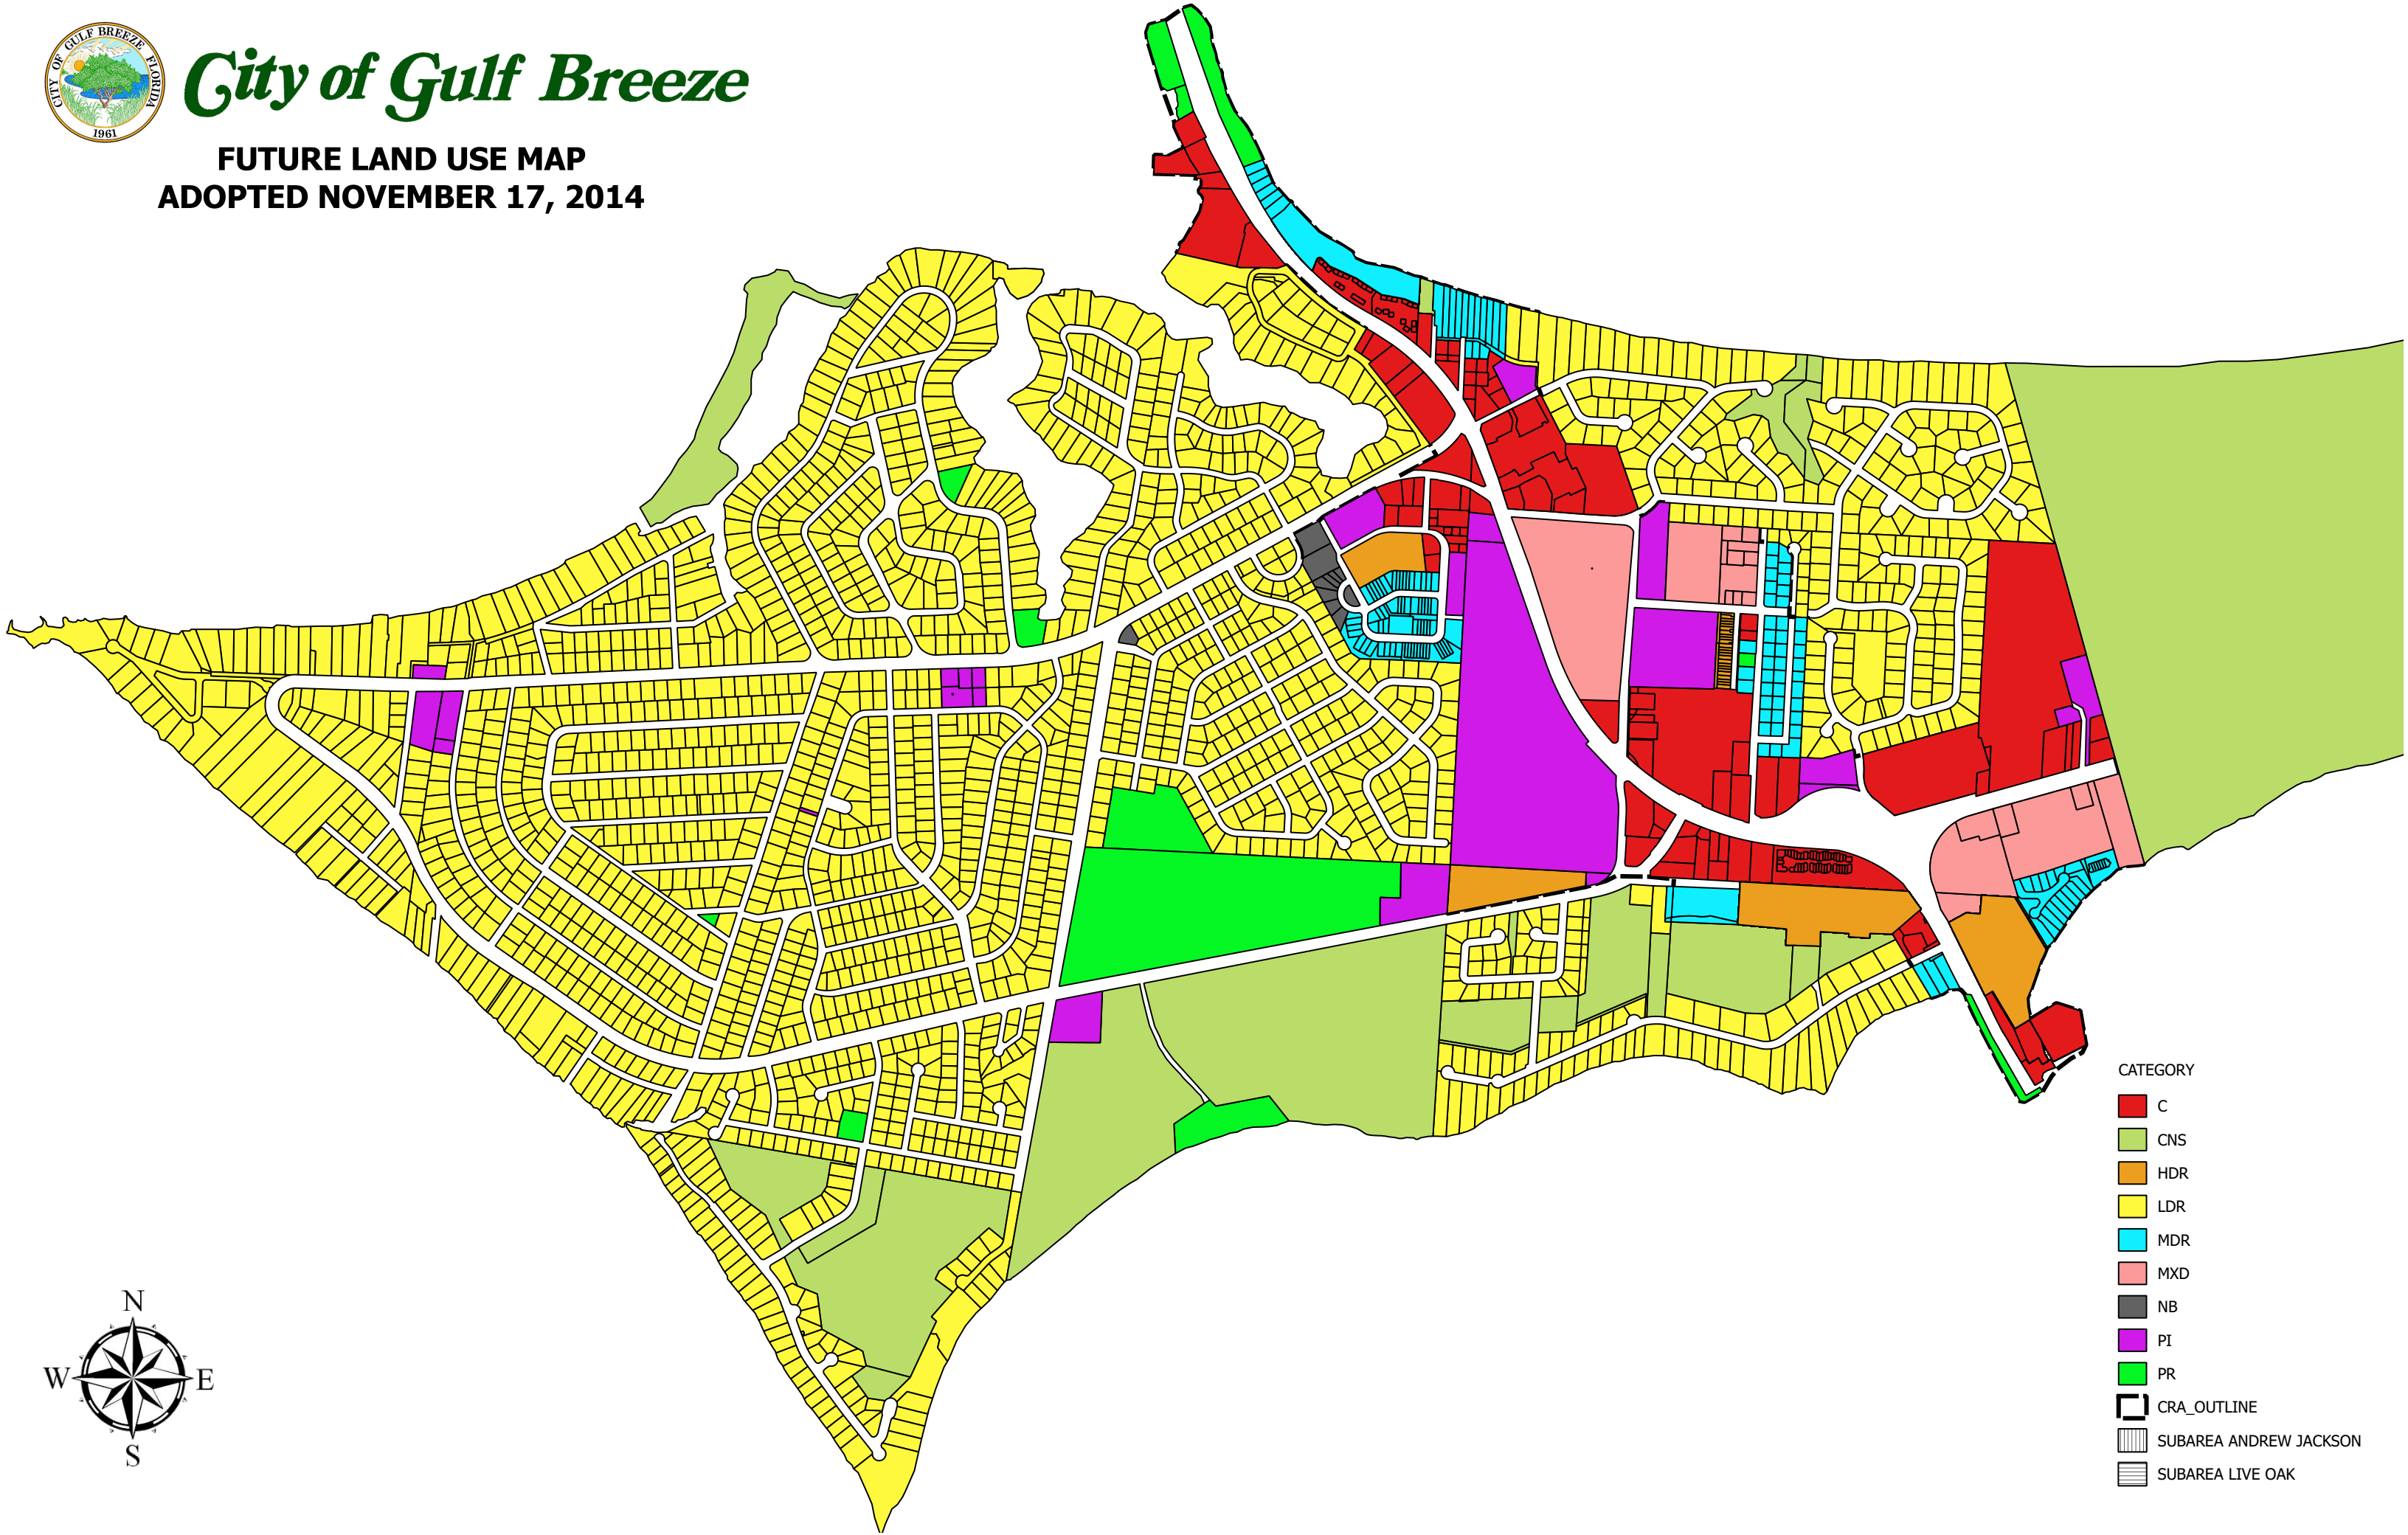 CITY OF GULF BREEZE FLORIDA
1961
City of Gulf Breeze
FUTURE LAND USE MAP
ADOPTED NOVEMBER 17, 2014
N
W E
S
CATEGORY
C
CNS
HDR
LDR
MDR
MXD
NB
PI
PR
CRA_OUTLINE
SUBAREA ANDREW JACKSON
SUBAREA LIVE OAK